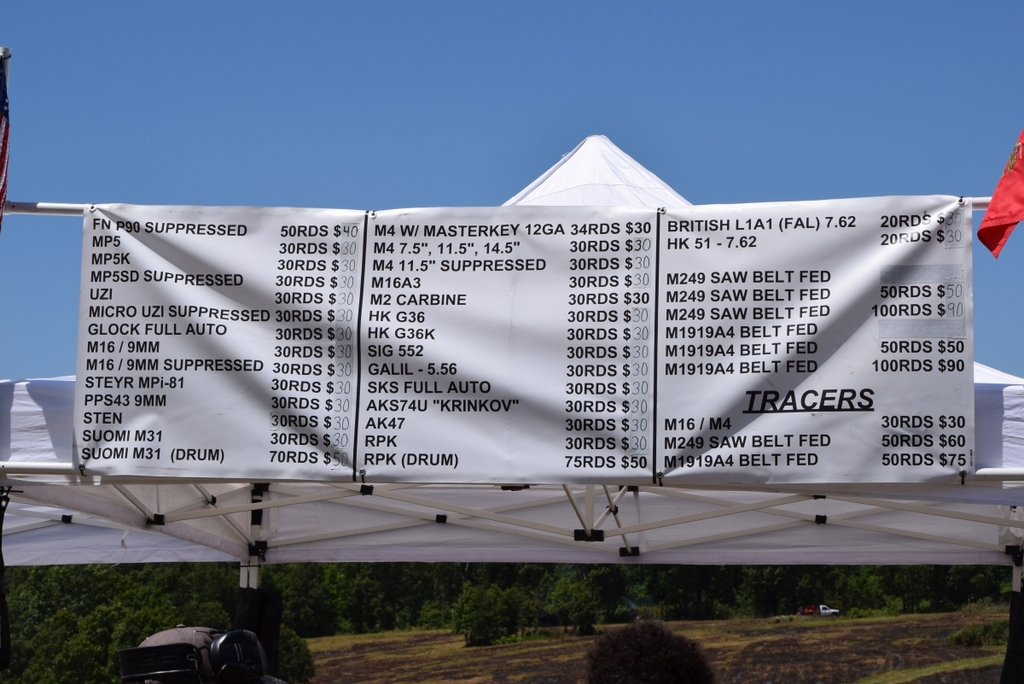 FN P90 SUPPRESSED 50RDS $40
MP5 30RDS $30
MP5K 30RDS $30
MP5SD SUPPRESSED 30RDS $30
UZI 30RDS $30
MICRO UZI SUPPRESSED 30RDS $30
GLOCK FULL AUTO 30RDS $30
M16 / 9MM 30RDS $30
M16 / 9MM SUPPRESSED 30RDS $30
STEYR MPi-81 30RDS $30
PPS43 9MM 30RDS $30
STEN 30RDS $30
SUOMI M31 30RDS $30
SUOMI M31 (DRUM) 70RDS $50
M4 W/ MASTERKEY 12GA 34RDS $30
M4 7.5", 11.5", 14.5" 30RDS $30
M4 11.5" SUPPRESSED 30RDS $30
M16A3 30RDS $30
M2 CARBINE 30RDS $30
HK G36 30RDS $30
HK G36K 30RDS $30
SIG 552 30RDS $30
GALIL - 5.56 30RDS $30
SKS FULL AUTO 30RDS $30
AKS74U "KRINKOV" 30RDS $30
AK47 30RDS $30
RPK 30RDS $30
RPK (DRUM) 75RDS $50
BRITISH L1A1 (FAL) 7.62 20RDS $30
HK 51 - 7.62 20RDS $30
M249 SAW BELT FED
M249 SAW BELT FED 50RDS $50
M249 SAW BELT FED 100RDS $90
M1919A4 BELT FED
M1919A4 BELT FED 50RDS $50
M1919A4 BELT FED 100RDS $90
TRACERS
M16 / M4 30RDS $30
M249 SAW BELT FED 50RDS $60
M1919A4 BELT FED 50RDS $75